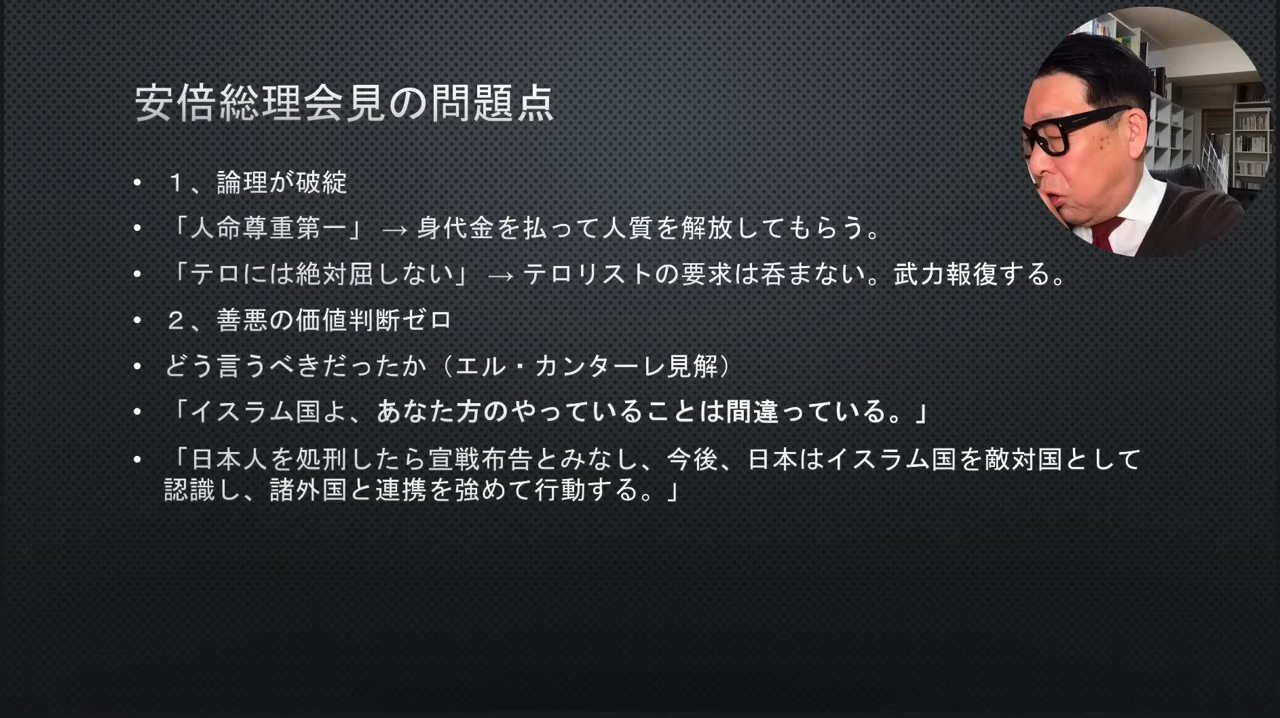 安倍総理会見の問題点
• １、論理が破綻
• 「人命尊重第一」 → 身代金を払って人質を解放してもらう。
• 「テロには絶対屈しない」 → テロリストの要求は呑まない。武力報復する。
• ２、善悪の価値判断ゼロ
• どう言うべきだったか（エル・カンターレ見解）
• 「イスラム国よ、あなた方のやっていることは間違っている。」
• 「日本人を処刑したら宣戦布告とみなし、今後、日本はイスラム国を敵対国として
認識し、諸外国と連携を強めて行動する。」